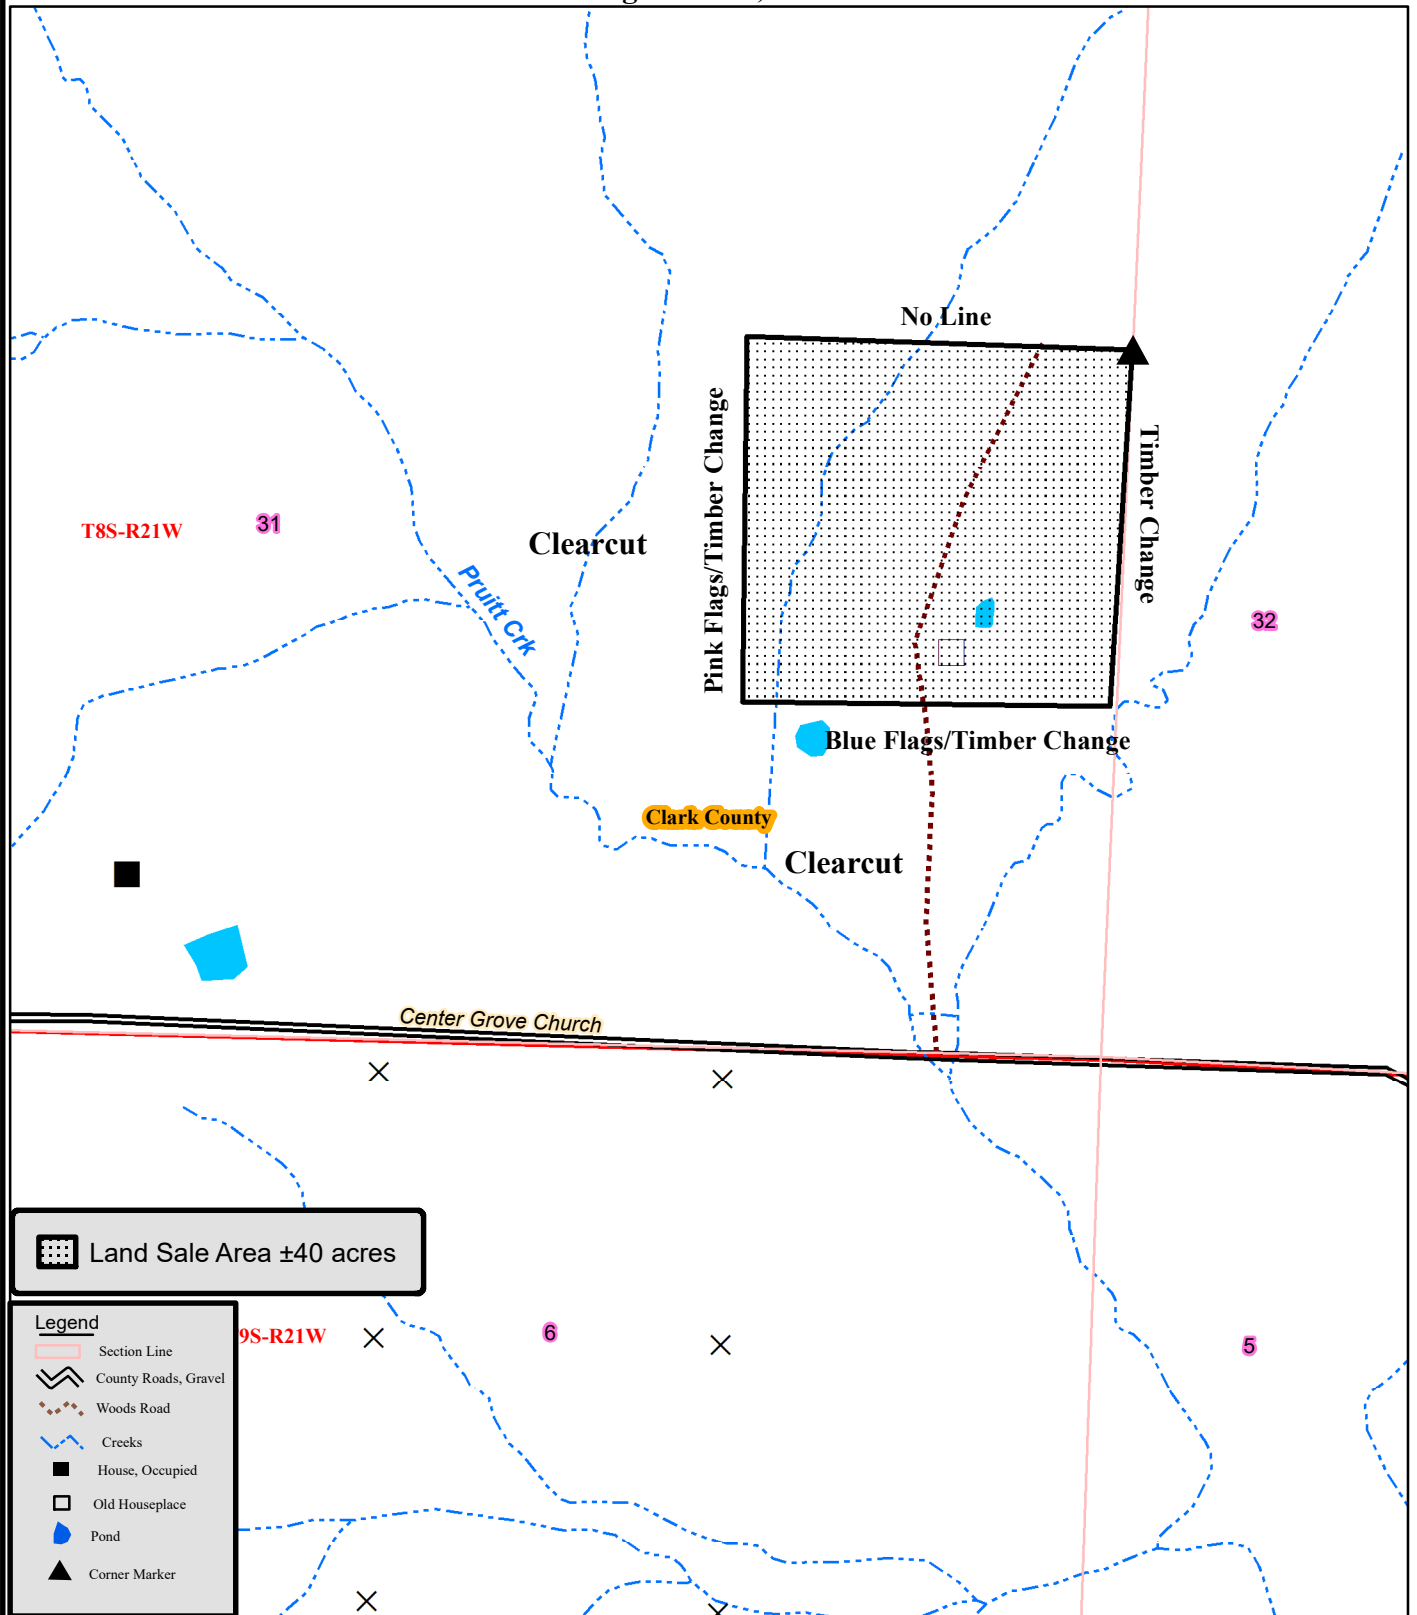 No Line
Pink Flags/Timber Change
Timber Change
T8S-R21W
31
Clearcut
Pruitt Crk
32
Blue Flags/Timber Change
Clark County
Clearcut
Center Grove Church
Land Sale Area ±40 acres
9S-R21W
6
5
Legend
Section Line
County Roads, Gravel
Woods Road
Creeks
House, Occupied
Old Houseplace
Pond
Corner Marker